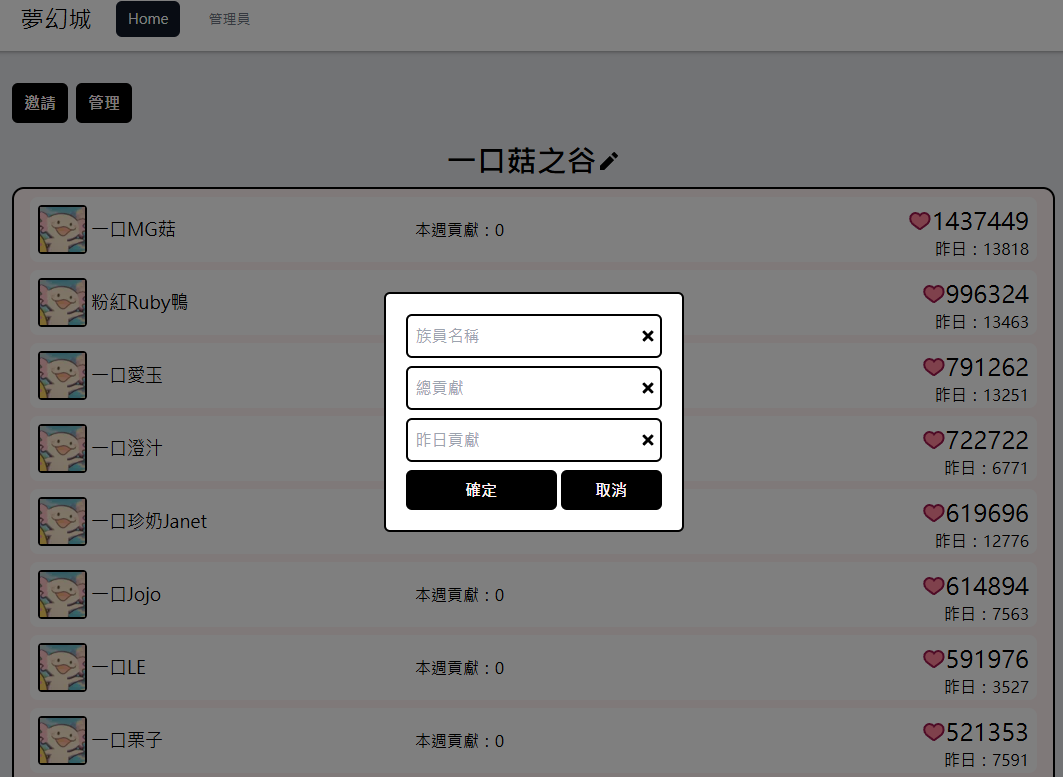 夢幻城 Home 管理員
邀請 管理
一口菇之谷
一口MG菇 本週貢獻：0 1437449
昨日：13818
粉紅Ruby鴨 996324
昨日：13463
一口愛玉 791262
昨日：13251
一口澄汁 722722
昨日：6771
一口珍奶Janet 619696
昨日：12776
一口Jojo 本週貢獻：0 614894
昨日：7563
一口LE 本週貢獻：0 591976
昨日：3527
一口栗子 本週貢獻：0 521353
昨日：7591
族員名稱
總貢獻
昨日貢獻
確定 取消